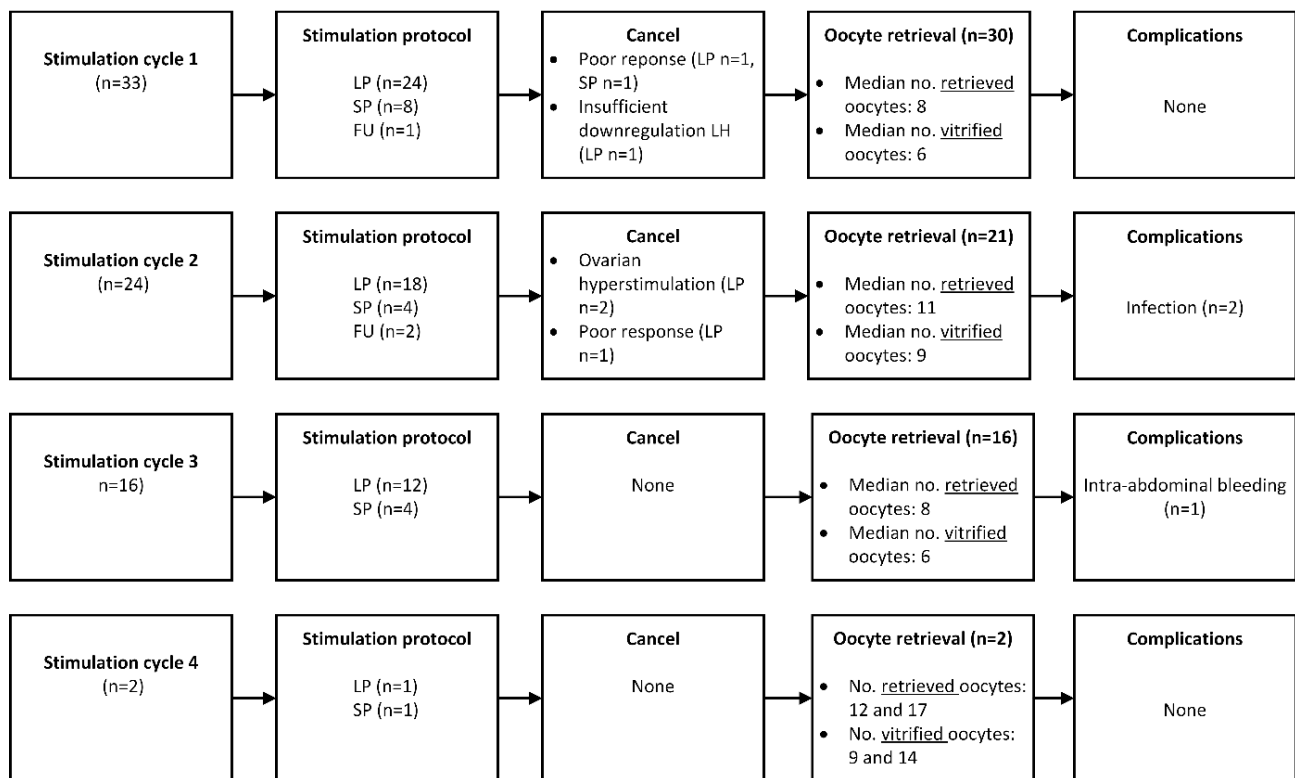 Stimulation cycle 1
(n=33)
Stimulation protocol
LP (n=24)
SP (n=8)
FU (n=1)
Cancel
• Poor reponse (LP n=1,
SP n=1)
• Insufficient
downregulation LH
(LP n=1)
Oocyte retrieval (n=30)
• Median no. retrieved
oocytes: 8
• Median no. vitrified
oocytes: 6
Complications
None
Stimulation cycle 2
(n=24)
Stimulation protocol
LP (n=18)
SP (n=4)
FU (n=2)
Cancel
• Ovarian
hyperstimulation (LP
n=2)
• Poor response (LP
n=1)
Oocyte retrieval (n=21)
• Median no. retrieved
oocytes: 11
• Median no. vitrified
oocytes: 9
Complications
Infection (n=2)
Stimulation cycle 3
n=16)
Stimulation protocol
LP (n=12)
SP (n=4)
Cancel
None
Oocyte retrieval (n=16)
• Median no. retrieved
oocytes: 8
• Median no. vitrified
oocytes: 6
Complications
Intra-abdominal bleeding
(n=1)
Stimulation cycle 4
(n=2)
Stimulation protocol
LP (n=1)
SP (n=1)
Cancel
None
Oocyte retrieval (n=2)
• No. retrieved oocytes:
12 and 17
• No. vitrified oocytes:
9 and 14
Complications
None